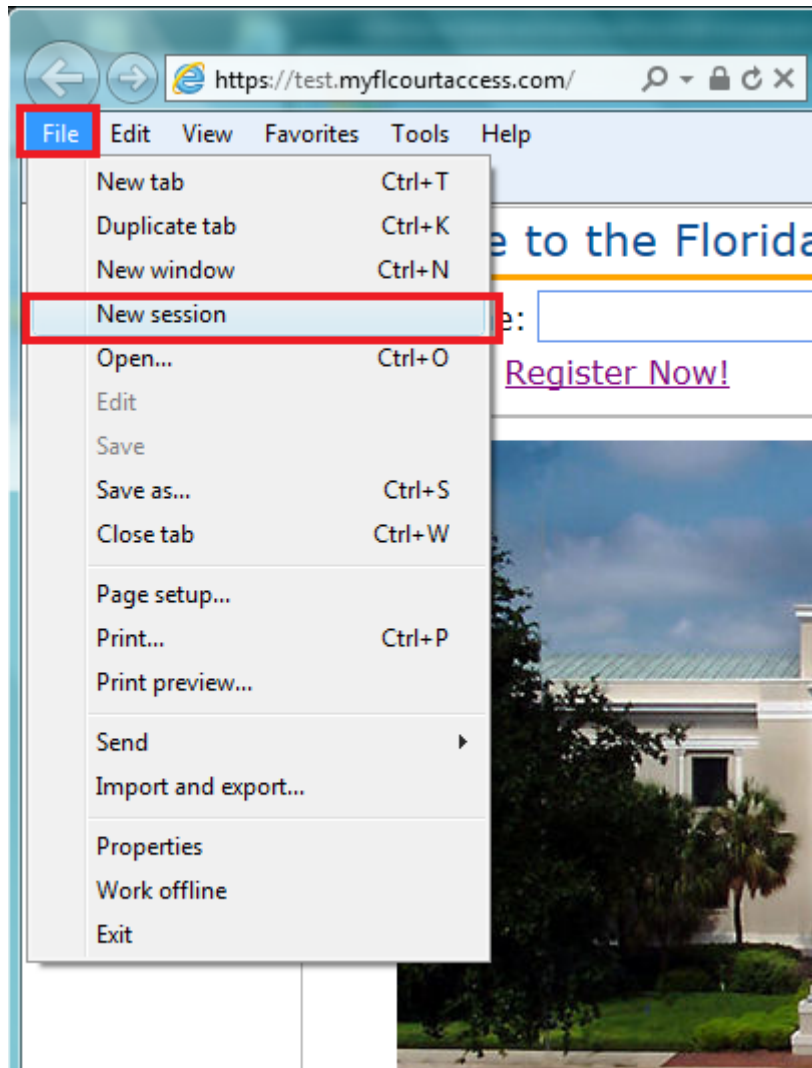 https://test.myflcourtaccess.com/
File Edit View Favorites Tools Help
New tab Ctrl+T
Duplicate tab Ctrl+K
New window Ctrl+N
New session
Open... Ctrl+O
Edit
Save
Save as... Ctrl+S
Close tab Ctrl+W
Page setup...
Print... Ctrl+P
Print preview...
Send
Import and export...
Properties
Work offline
Exit
e to the Florida
e:
Register Now!